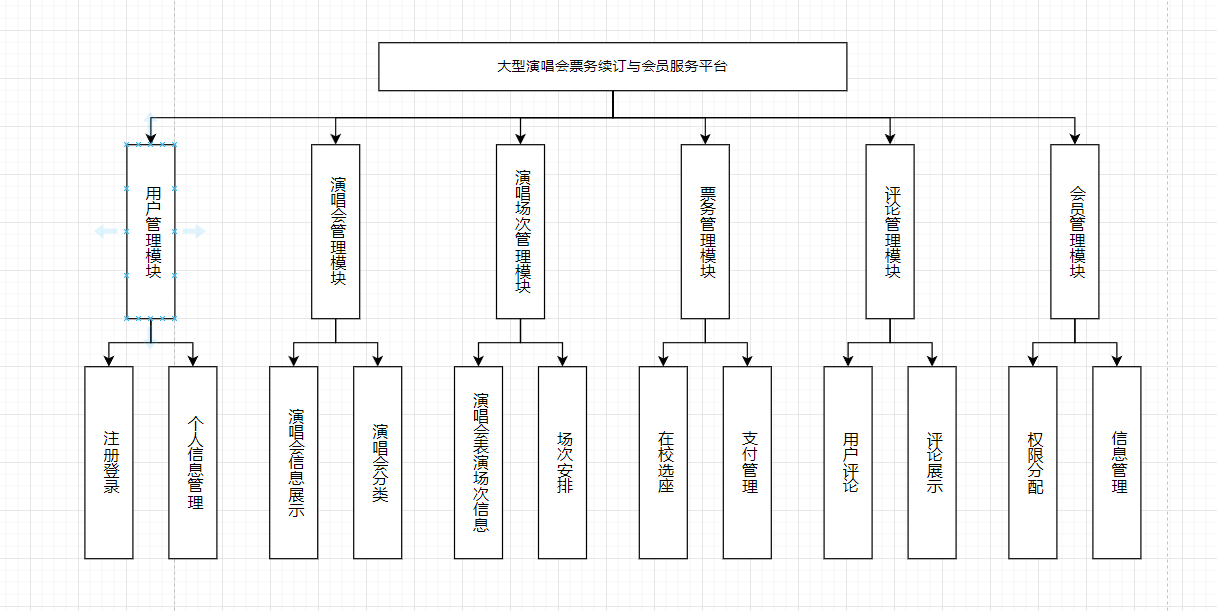 大型演唱会票务续订与会员服务平台
用户管理模块
演唱会管理模块
演唱场次管理模块
票务管理模块
评论管理模块
会员管理模块
注册登录
个人信息管理
演唱会信息展示
演唱会分类
演唱会表演场次信息
场次安排
在校选座
支付管理
用户评论
评论展示
权限分配
信息管理